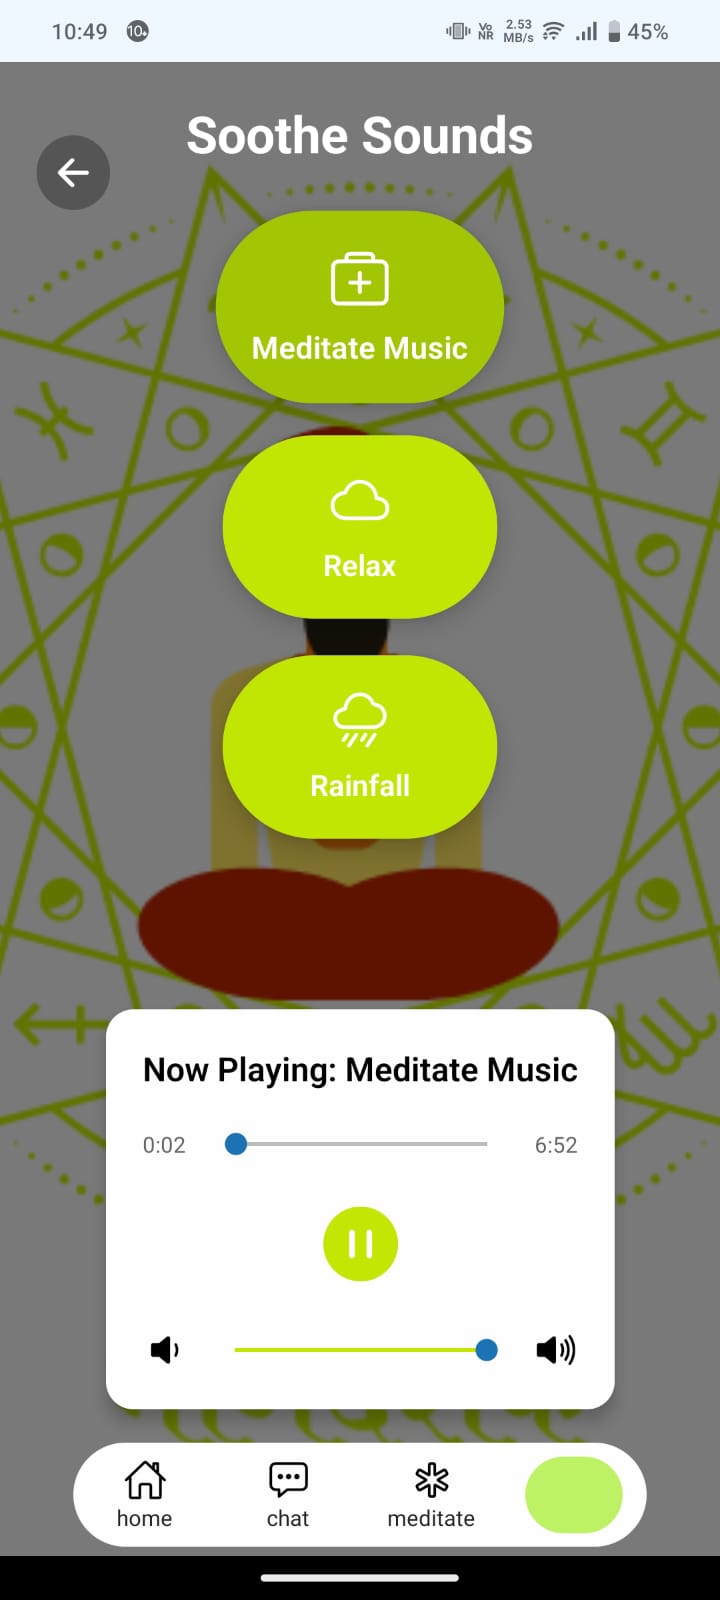 10:49
10+
Vo
NR
2.53
MB/s
45%
Soothe Sounds
Meditate Music
Relax
Rainfall
Now Playing: Meditate Music
0:02
6:52
home
chat
meditate